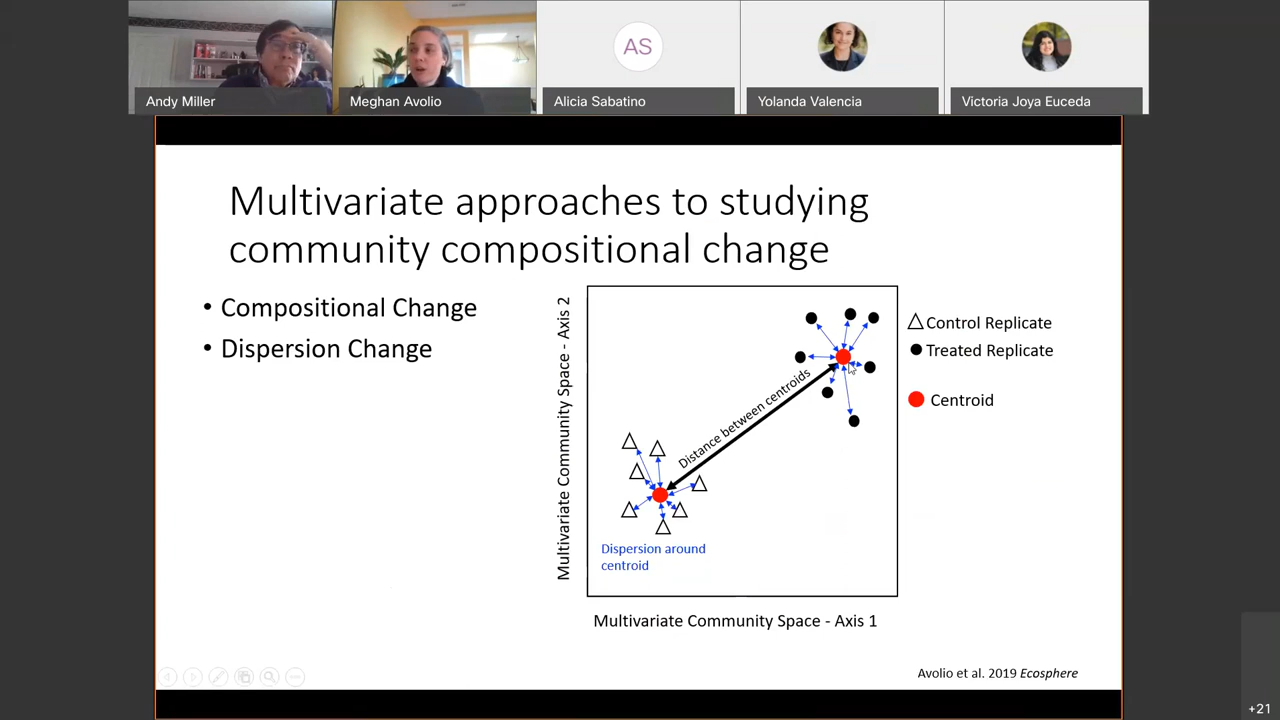 Andy Miller
Meghan Avolio
AS
Alicia Sabatino
Yolanda Valencia
Victoria Joya Euceda
Multivariate approaches to studying
community compositional change
• Compositional Change
• Dispersion Change
Multivariate Community Space - Axis 2
Distance between centroids
Dispersion around
centroid
Multivariate Community Space - Axis 1
Control Replicate
Treated Replicate
Centroid
Avolio et al. 2019 Ecosphere
+21